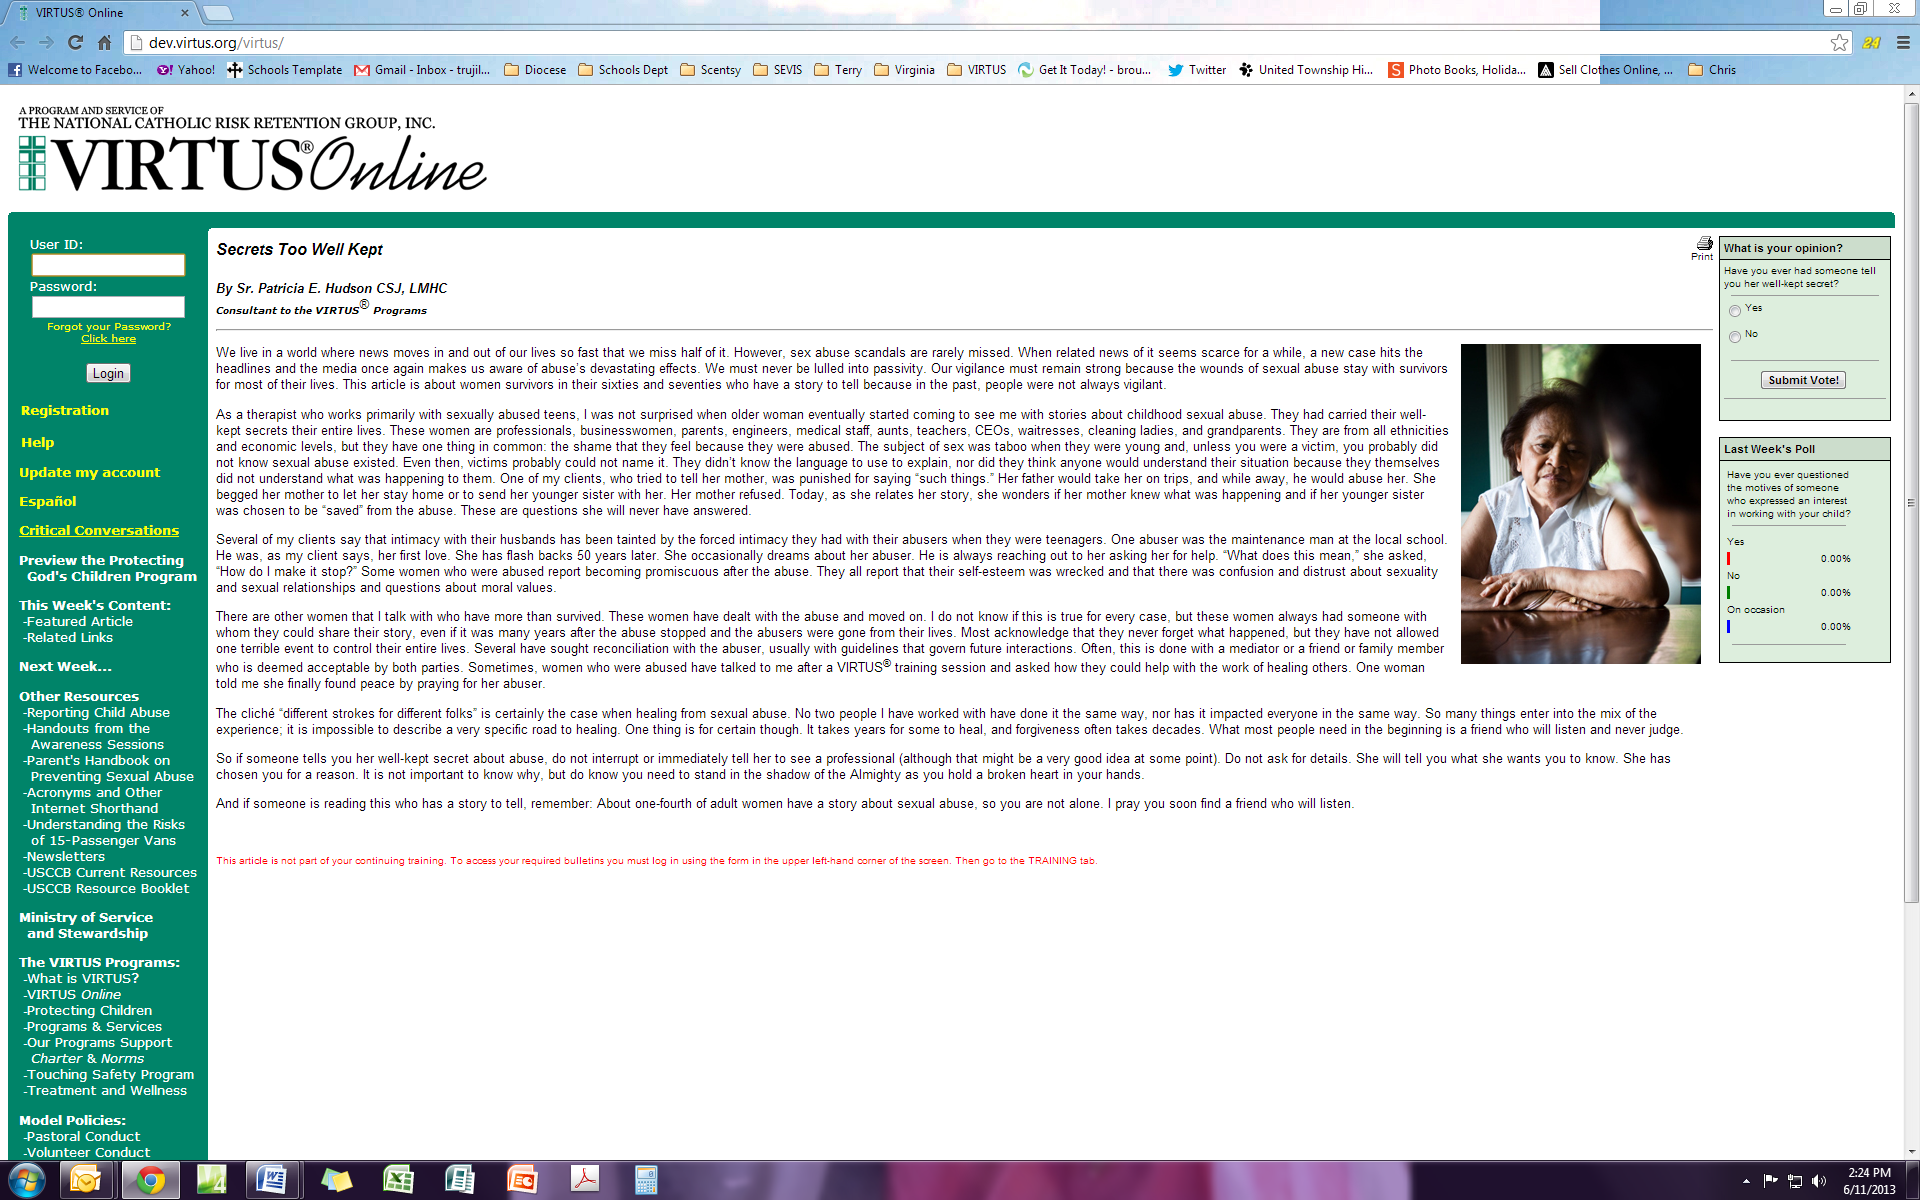 VIRTUS® Online
dev.virtus.org/virtus/
24
Welcome to Facebo...
Yahoo!
Schools Template
Gmail - Inbox - trujil...
Diocese
Schools Dept
Scentsy
SEVIS
Terry
Virginia
VIRTUS
Get It Today! - brou...
Twitter
United Township Hi...
Photo Books, Holida...
Sell Clothes Online, ...
Chris
A PROGRAM AND SERVICE OF
THE NATIONAL CATHOLIC RISK RETENTION GROUP, INC.
VIRTUS® Online
User ID:
Password:
Forgot your Password?
Click here
Login
Registration
Help
Update my account
Español
Critical Conversations
Preview the Protecting
God's Children Program
This Week's Content:
-Featured Article
-Related Links
Next Week...
Other Resources
-Reporting Child Abuse
-Handouts from the
Awareness Sessions
-Parent's Handbook on
Preventing Sexual Abuse
-Acronyms and Other
Internet Shorthand
-Understanding the Risks
of 15-Passenger Vans
-Newsletters
-USCCB Current Resources
-USCCB Resource Booklet
Ministry of Service
and Stewardship
The VIRTUS Programs:
-What is VIRTUS?
-VIRTUS Online
-Protecting Children
-Programs & Services
-Our Programs Support
Charter & Norms
-Touching Safety Program
-Treatment and Wellness
Model Policies:
-Pastoral Conduct
-Volunteer Conduct
Secrets Too Well Kept
Print
By Sr. Patricia E. Hudson CSJ, LMHC
Consultant to the VIRTUS® Programs
We live in a world where news moves in and out of our lives so fast that we miss half of it. However, sex abuse scandals are rarely missed. When related news of it seems scarce for a while, a new case hits the
headlines and the media once again makes us aware of abuse's devastating effects. We must never be lulled into passivity. Our vigilance must remain strong because the wounds of sexual abuse stay with survivors
for most of their lives. This article is about women survivors in their sixties and seventies who have a story to tell because in the past, people were not always vigilant.
As a therapist who works primarily with sexually abused teens, I was not surprised when older woman eventually started coming to see me with stories about childhood sexual abuse. They had carried their well-
kept secrets their entire lives. These women are professionals, businesswomen, parents, engineers, medical staff, aunts, teachers, CEOs, waitresses, cleaning ladies, and grandparents. They are from all ethnicities
and economic levels, but they have one thing in common: the shame that they feel because they were abused. The subject of sex was taboo when they were young and, unless you were a victim, you probably did
not know sexual abuse existed. Even then, victims probably could not name it. They didn't know the language to use to explain, nor did they think anyone would understand their situation because they themselves
did not understand what was happening to them. One of my clients, who tried to tell her mother, was punished for saying “such things.” Her father would take her on trips, and while away, he would abuse her. She
begged her mother to let her stay home or to send her younger sister with her. Her mother refused. Today, as she relates her story, she wonders if her mother knew what was happening and if her younger sister
was chosen to be “saved” from the abuse. These are questions she will never have answered.
Several of my clients say that intimacy with their husbands has been tainted by the forced intimacy they had with their abusers when they were teenagers. One abuser was the maintenance man at the local school.
He was, as my client says, her first love. She has flash backs 50 years later. She occasionally dreams about her abuser. He is always reaching out to her asking her for help. “What does this mean,” she asked,
“How do I make it stop?” Some women who were abused report becoming promiscuous after the abuse. They all report that their self-esteem was wrecked and that there was confusion and distrust about sexuality
and sexual relationships and questions about moral values.
There are other women that I talk with who have more than survived. These women have dealt with the abuse and moved on. I do not know if this is true for every case, but these women always had someone with
whom they could share their story, even if it was many years after the abuse stopped and the abusers were gone from their lives. Most acknowledge that they never forget what happened, but they have not allowed
one terrible event to control their entire lives. Several have sought reconciliation with the abuser, usually with guidelines that govern future interactions. Often, this is done with a mediator or a friend or family member
who is deemed acceptable by both parties. Sometimes, women who were abused have talked to me after a VIRTUS® training session and asked how they could help with the work of healing others. One woman
told me she finally found peace by praying for her abuser.
The cliché “different strokes for different folks” is certainly the case when healing from sexual abuse. No two people I have worked with have done it the same way, nor has it impacted everyone in the same way. So many things enter into the mix of the
experience; it is impossible to describe a very specific road to healing. One thing is for certain though. It takes years for some to heal, and forgiveness often takes decades. What most people need in the beginning is a friend who will listen and never judge.
So if someone tells you her well-kept secret about abuse, do not interrupt or immediately tell her to see a professional (although that might be a very good idea at some point). Do not ask for details. She will tell you what she wants you to know. She has
chosen you for a reason. It is not important to know why, but do know you need to stand in the shadow of the Almighty as you hold a broken heart in your hands.
And if someone is reading this who has a story to tell, remember: About one-fourth of adult women have a story about sexual abuse, so you are not alone. I pray you soon find a friend who will listen.
This article is not part of your continuing training. To access your required bulletins you must log in using the form in the upper left-hand corner of the screen. Then go to the TRAINING tab.
What is your opinion?
Have you ever had someone tell
you her well-kept secret?
Yes
No
Submit Vote!
Last Week's Poll
Have you ever questioned
the motives of someone
who expressed an interest
in working with your child?
Yes
0.00%
No
0.00%
On occasion
0.00%
2:24 PM
6/11/2013